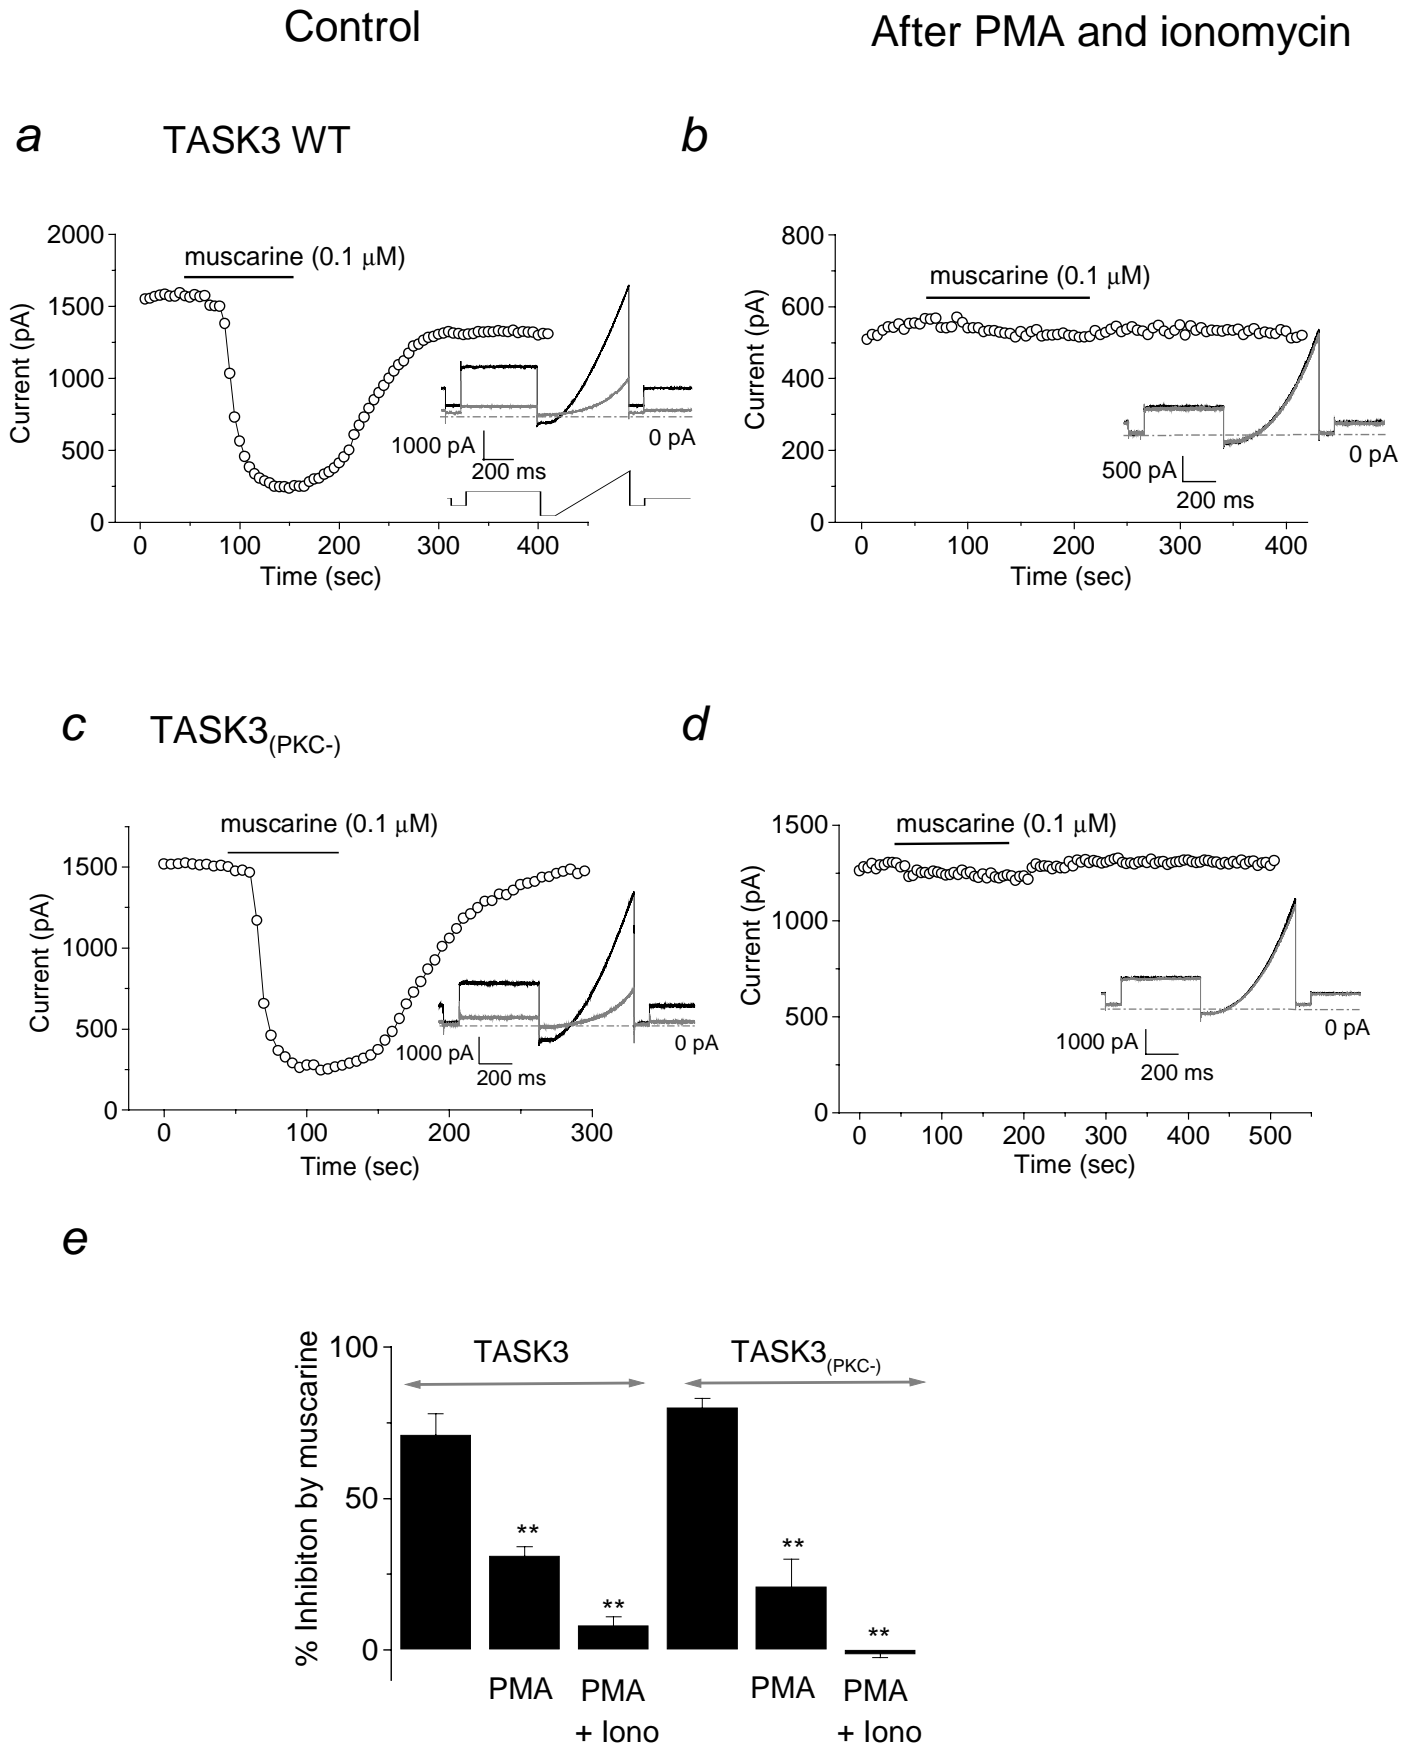 Control
After PMA and ionomycin
a
TASK3 WT
b
2000
1500
1000
500
0
Current (pA)
muscarine (0.1 μM)
1000 pA
200 ms
0 pA
0 100 200 300 400
Time (sec)
800
600
400
200
0
Current (pA)
muscarine (0.1 μM)
500 pA
200 ms
0 pA
0 100 200 300 400
Time (sec)
c
TASK3(PKC-)
d
1500
1000
500
0
Current (pA)
muscarine (0.1 μM)
1000 pA
200 ms
0 pA
0 100 200 300
Time (sec)
1500
1000
500
0
Current (pA)
muscarine (0.1 μM)
1000 pA
200 ms
0 pA
0 100 200 300 400 500
Time (sec)
e
% Inhibiton by muscarine
100
50
0
TASK3
TASK3(PKC-)
**
**
**
**
PMA
PMA
+ Iono
PMA
PMA
+ Iono